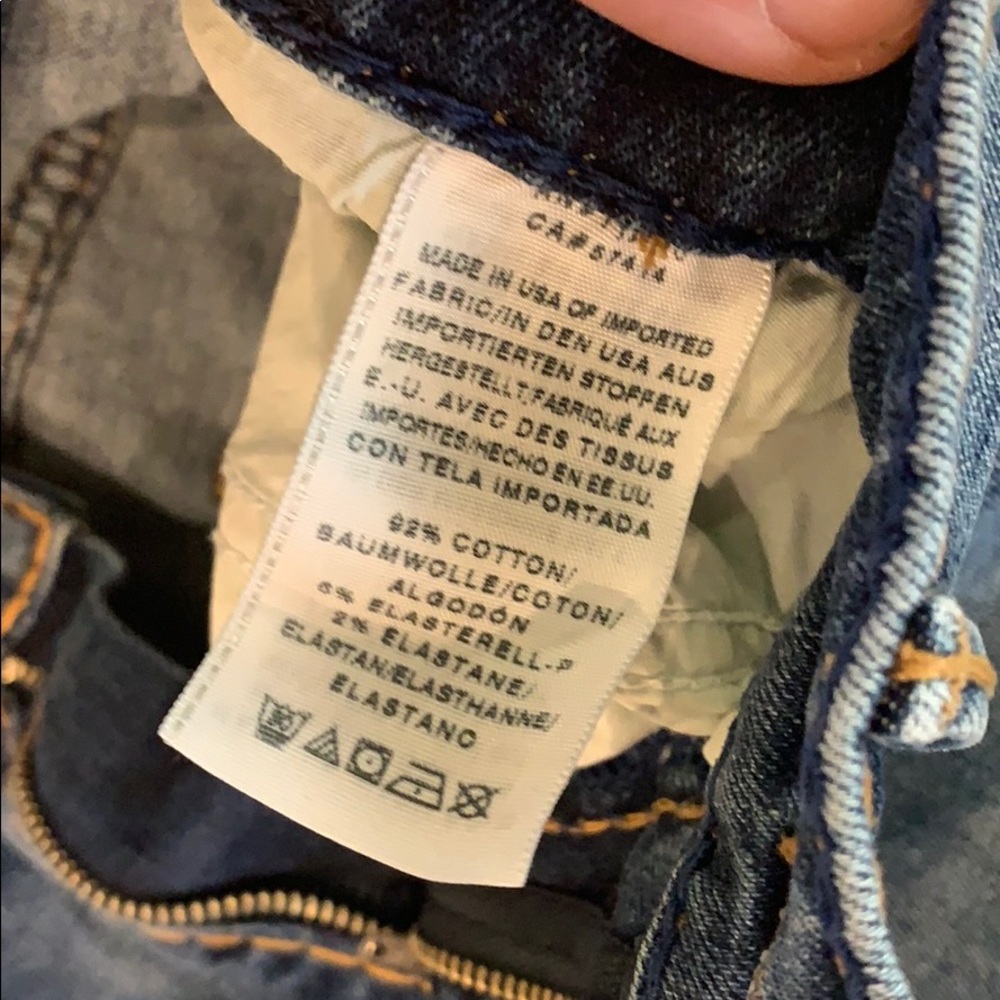 CA#57414
MADE IN USA OF IMPORTED
FABRIC/IN DEN USA AUS
IMPORTIERTEN STOFFEN
HERGESTELLT/FABRIQUÉ AUX
E.-U. AVEC DES TISSUS
IMPORTES/HECHO EN EE.UU.
CON TELA IMPORTADA
92% COTTON/
BAUMWOLLE/COTON/
ALGODÓN
6% ELASTERELL-P
2% ELASTANE/
ELASTAN/ELASTHANNE/
ELASTANO
30